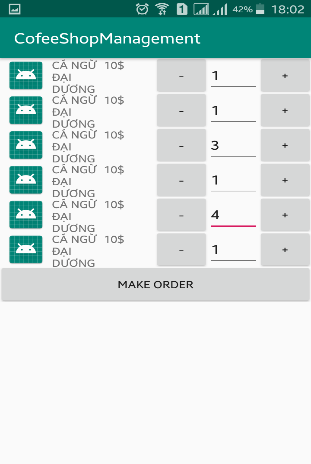 1 42% 18:02
CofeeShopManagement
CÁ NGỪ 10$
ĐẠI
DƯƠNG
- 1 +
CÁ NGỪ 10$
ĐẠI
DƯƠNG
- 1 +
CÁ NGỪ 10$
ĐẠI
DƯƠNG
- 3 +
CÁ NGỪ 10$
ĐẠI
DƯƠNG
- 1 +
CÁ NGỪ 10$
ĐẠI
DƯƠNG
- 4 +
CÁ NGỪ 10$
ĐẠI
DƯƠNG
- 1 +
MAKE ORDER